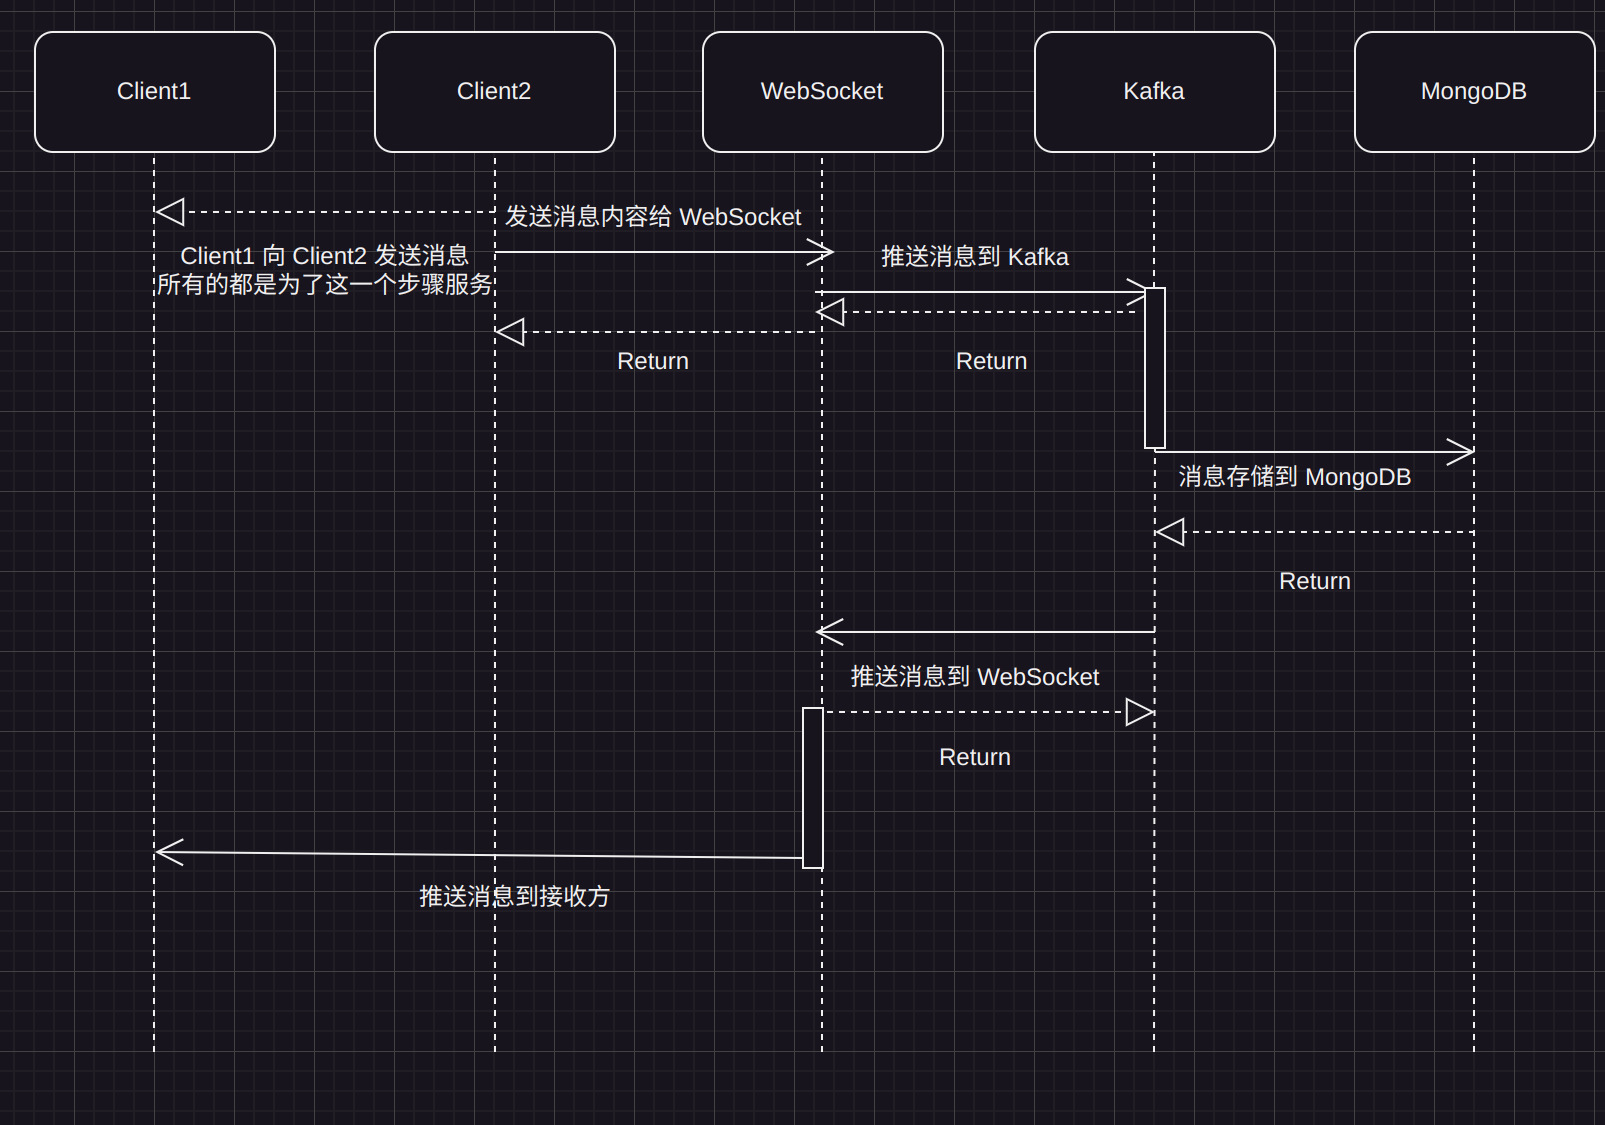 Client1
Client2
WebSocket
Kafka
MongoDB
发送消息内容给 WebSocket
Client1 向 Client2 发送消息
所有的都是为了这一个步骤服务
推送消息到 Kafka
Return
Return
消息存储到 MongoDB
Return
推送消息到 WebSocket
Return
推送消息到接收方